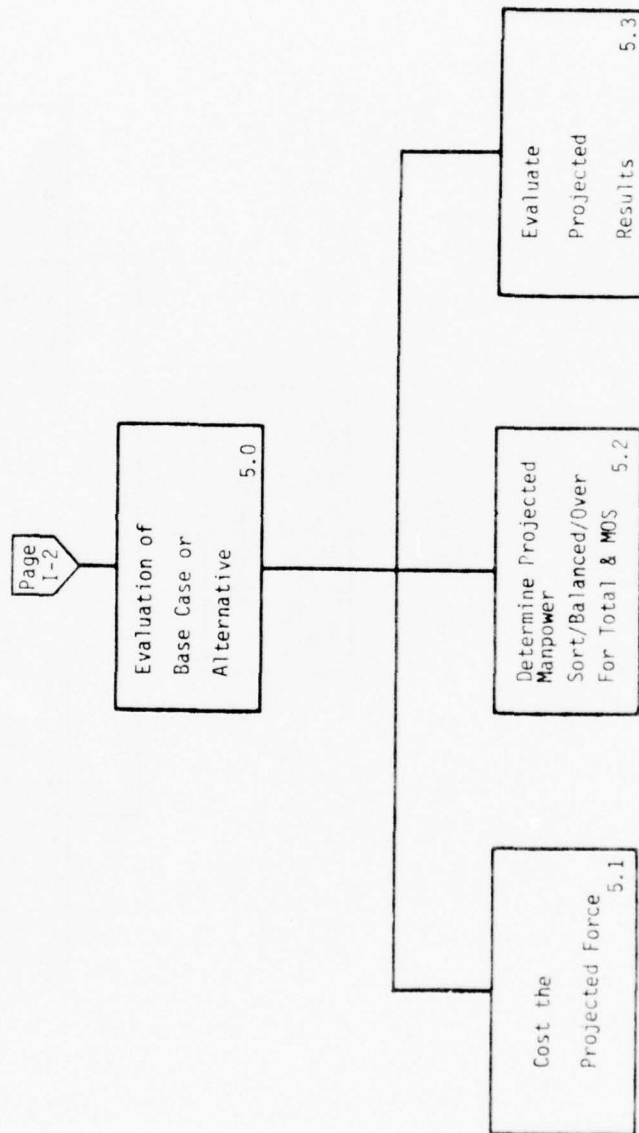 Page
I-2
Evaluation of
Base Case or
Alternative
5.0
Cost the
Projected Force
5.1
Determine Projected
Manpower
Sort/Balanced/Over
For Total & MOS
5.2
Evaluate
Projected
Results
5.3